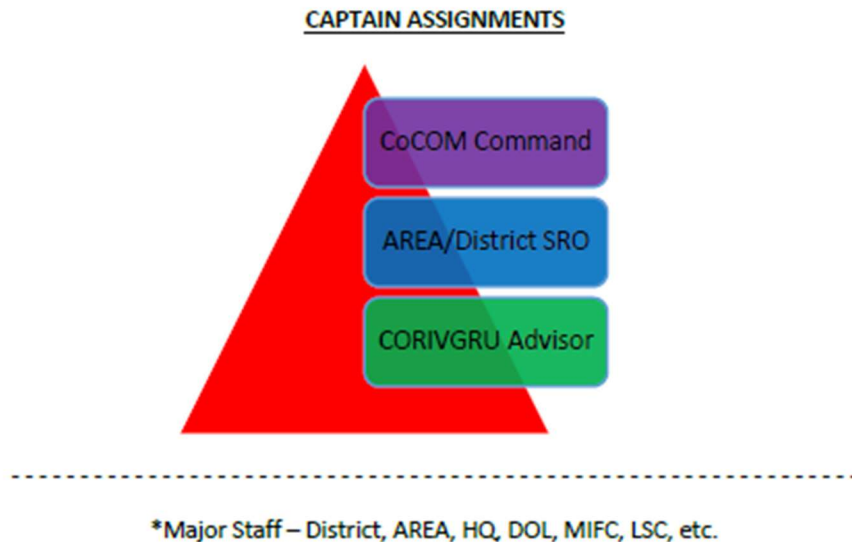 CAPTAIN ASSIGNMENTS
CoCOM Command
AREA/District SRO
CORIVGRU Advisor
*Major Staff – District, AREA, HQ, DOL, MIFC, LSC, etc.